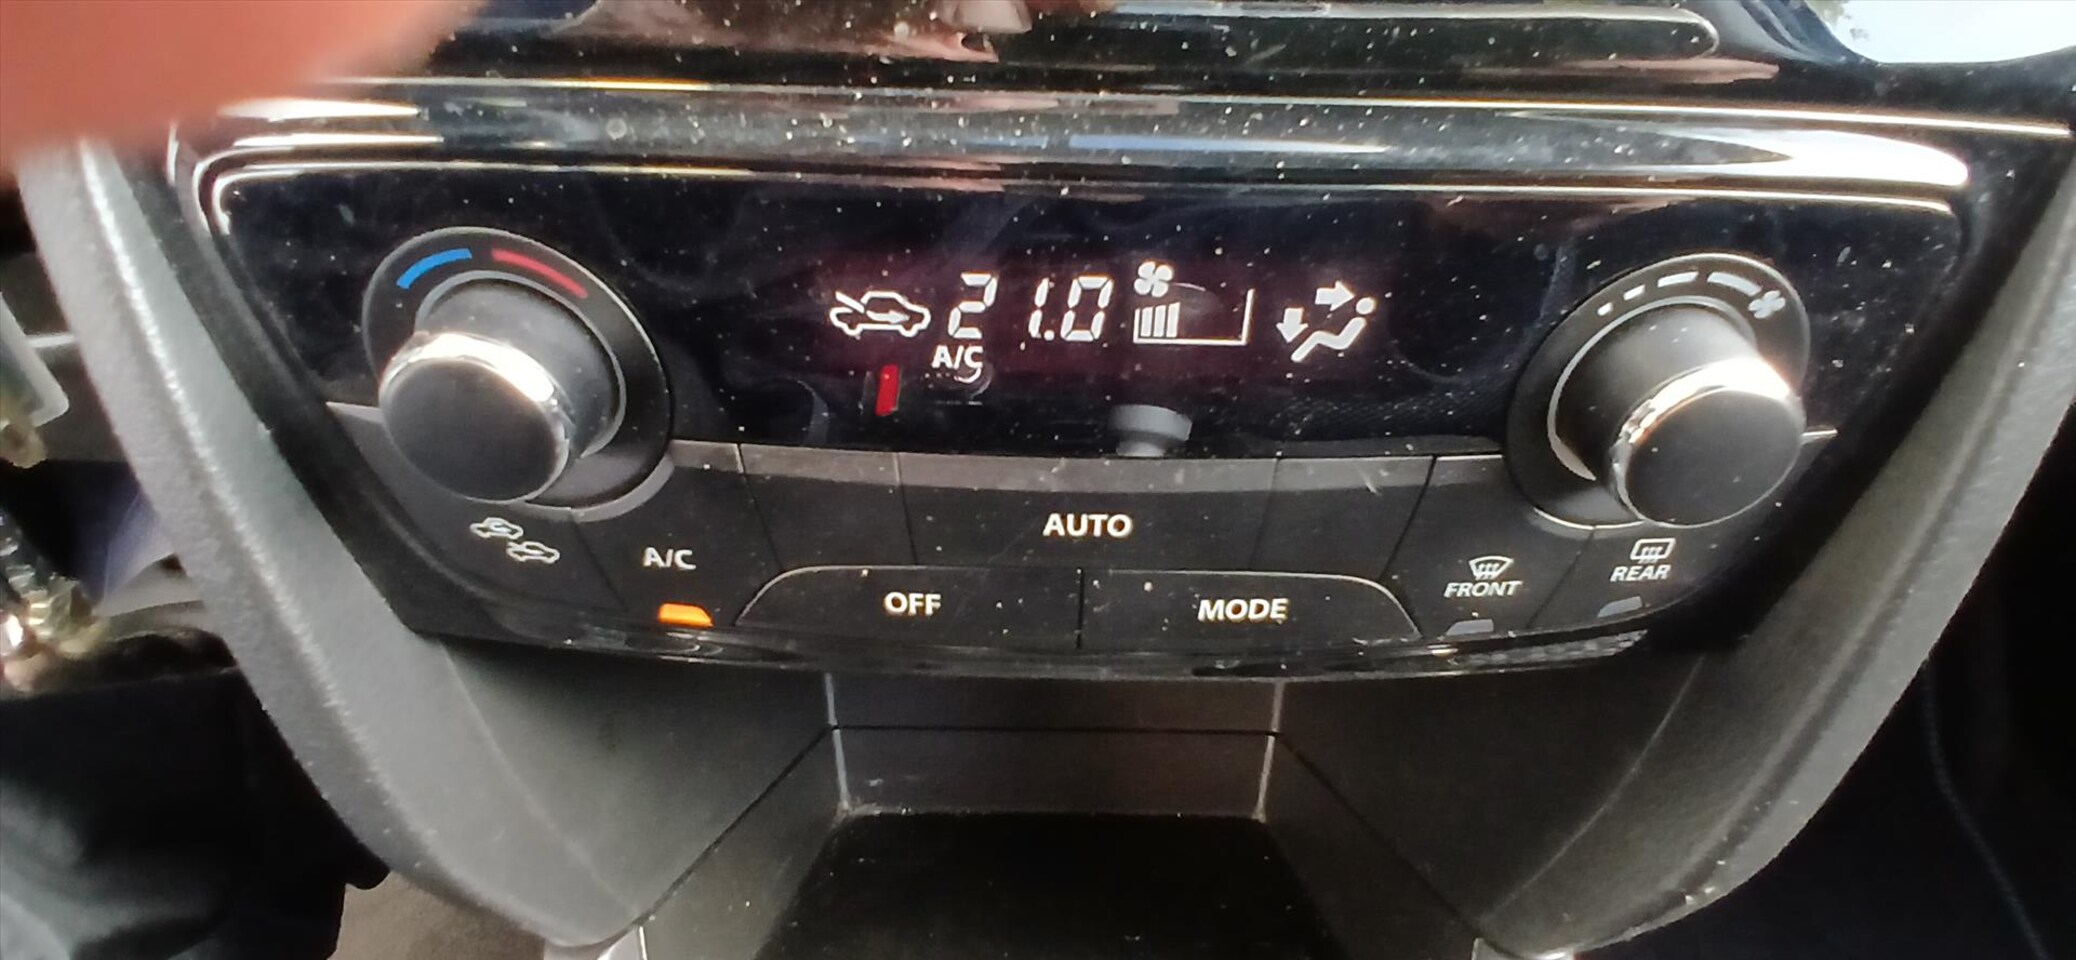 21.0
A/C
AUTO
A/C
OFF
MODE
FRONT
REAR